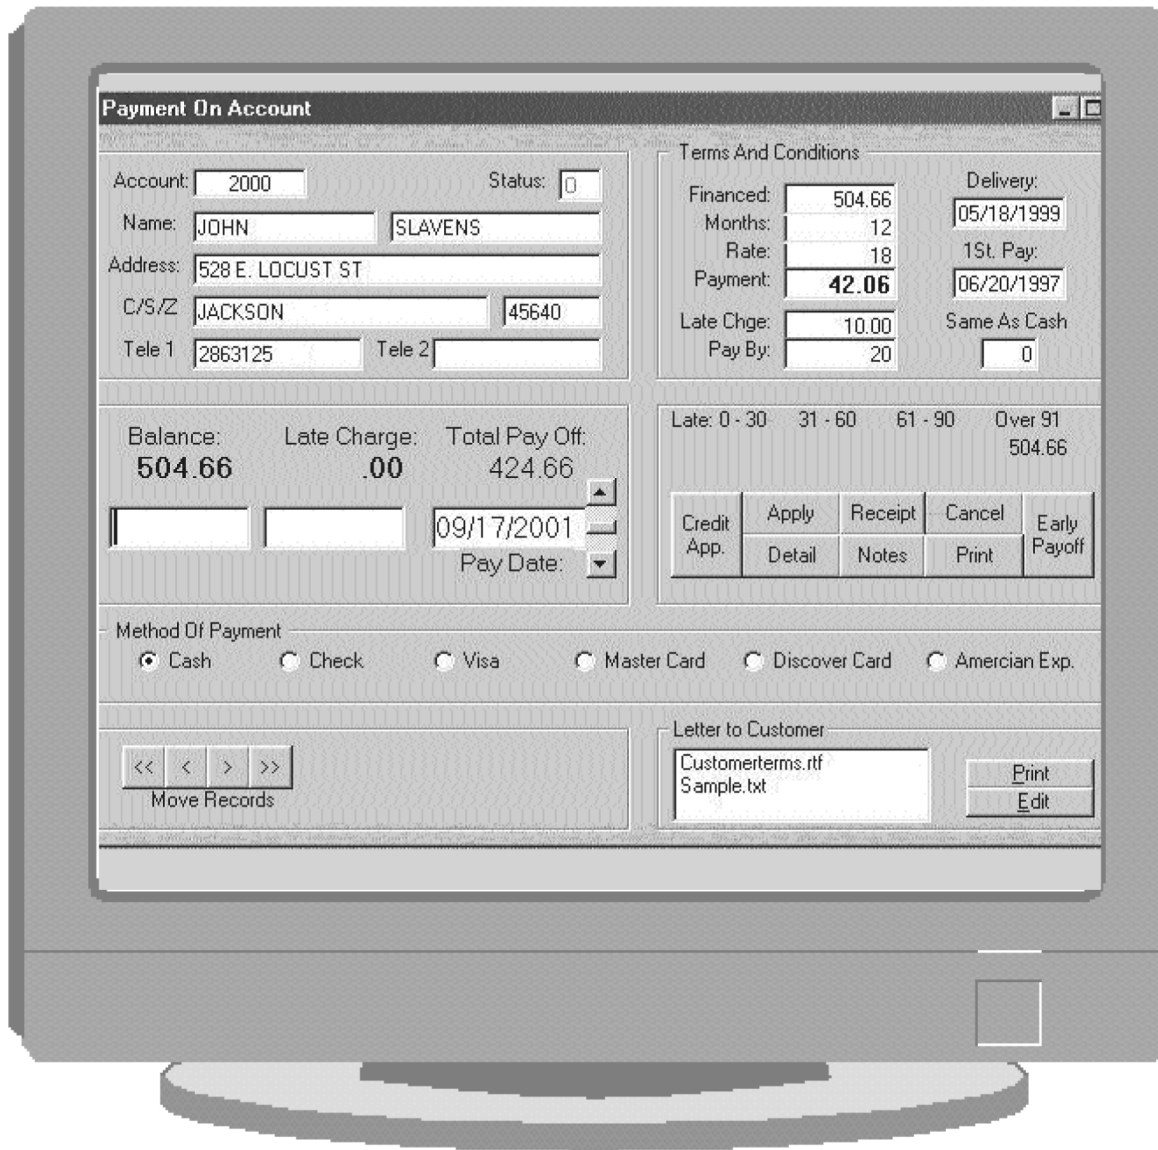 Payment On Account
Account: 2000 Status: 0
Name: JOHN SLAVENS
Address: 528 E. LOCUST ST
C/S/Z JACKSON 45640
Tele 1 2863125 Tele 2
Terms And Conditions
Financed: 504.66
Months: 12
Rate: 18
Payment: 42.06
Late Chge: 10.00
Pay By: 20
Delivery:
05/18/1999
1St. Pay:
06/20/1997
Same As Cash
0
Balance: Late Charge: Total Pay Off:
504.66 .00 424.66
09/17/2001
Pay Date:
Late: 0 - 30 31 - 60 61 - 90 Over 91
504.66
Credit App.
Apply Receipt Cancel
Detail Notes Print
Early Payoff
Method Of Payment
Cash Check Visa Master Card Discover Card Amercian Exp.
<< < > >>
Move Records
Letter to Customer
Customerterms.rtf
Sample.txt
Print
Edit